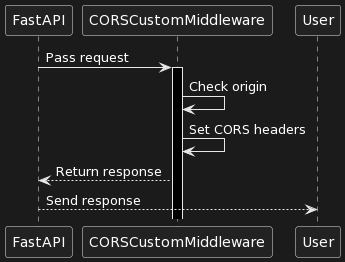 FastAPI
CORSCustomMiddleware
User
Pass request
Check origin
Set CORS headers
Return response
Send response
FastAPI
CORSCustomMiddleware
User